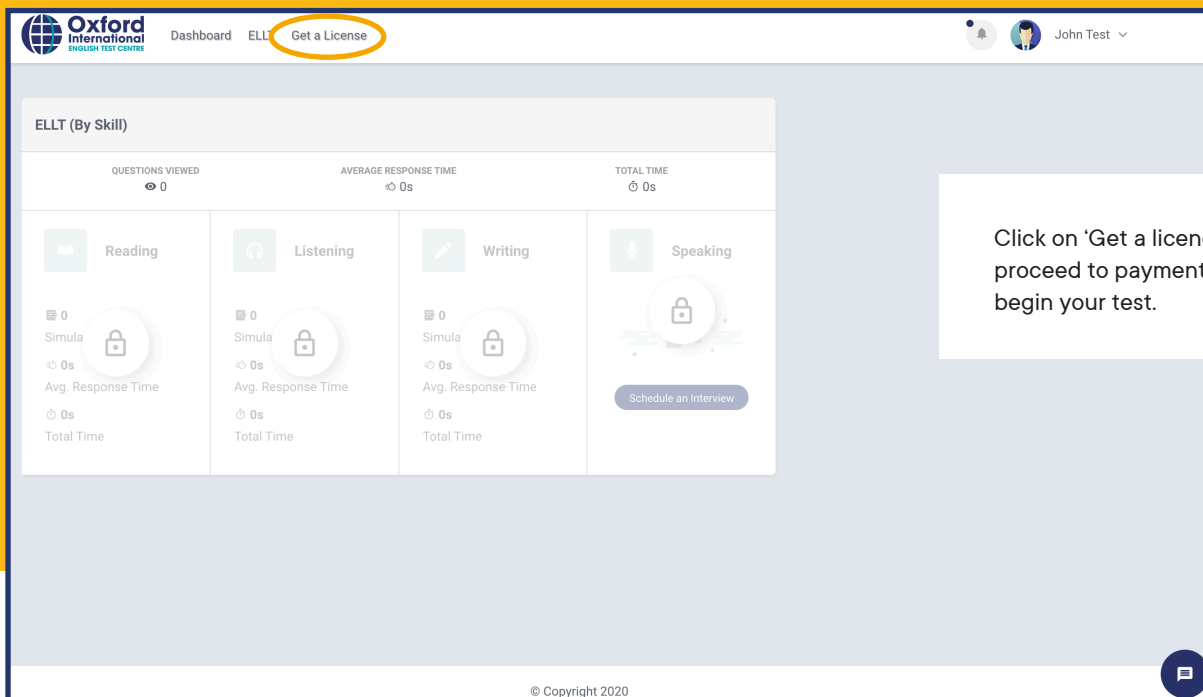 Oxford
International
ENGLISH TEST CENTRE
Dashboard ELLT Get a License
John Test
ELLT (By Skill)
QUESTIONS VIEWED AVERAGE RESPONSE TIME TOTAL TIME
0 0s 0s
Reading Listening Writing Speaking
0 0 0
Simula Simula Simula
0s 0s 0s
Avg. Response Time Avg. Response Time Avg. Response Time
Schedule an Interview
0s 0s 0s
Total Time Total Time Total Time
Click on ‘Get a licen
proceed to payment
begin your test.
© Copyright 2020